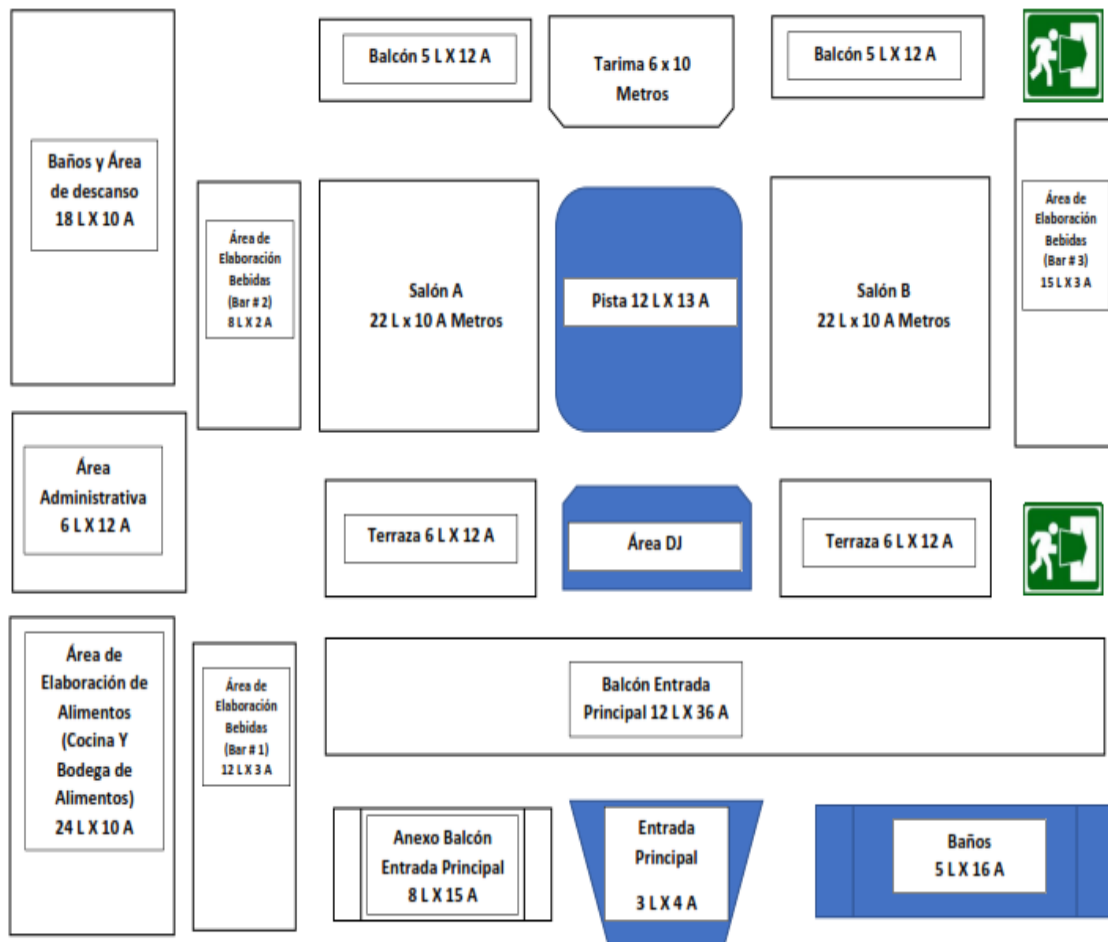 Balcón 5 L X 12 A
Tarima 6 x 10
Metros
Balcón 5 L X 12 A
Baños y Área
de descanso
18 L X 10 A
Área de
Elaboración
Bebidas
(Bar # 2)
8 L X 2 A
Salón A
22 L x 10 A Metros
Pista 12 L X 13 A
Salón B
22 L x 10 A Metros
Área de
Elaboración
Bebidas
(Bar # 3)
15 L X 3 A
Área
Administrativa
6 L X 12 A
Terraza 6 L X 12 A
Área DJ
Terraza 6 L X 12 A
Área de
Elaboración de
Alimentos
(Cocina Y
Bodega de
Alimentos)
24 L X 10 A
Área de
Elaboración
Bebidas
(Bar # 1)
12 L X 3 A
Balcón Entrada
Principal 12 L X 36 A
Anexo Balcón
Entrada Principal
8 L X 15 A
Entrada
Principal
3 L X 4 A
Baños
5 L X 16 A